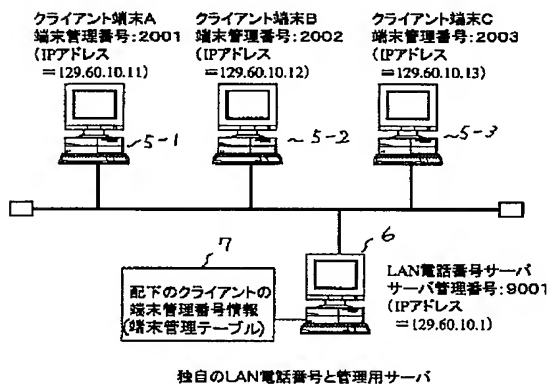 クライアント端末A
端末管理番号:2001
(IPアドレス
=129.60.10.11)
クライアント端末B
端末管理番号:2002
(IPアドレス
=129.60.10.12)
クライアント端末C
端末管理番号:2003
(IPアドレス
=129.60.10.13)
5-1
5-2
5-3
7
6
配下のクライアントの
端末管理番号情報
(端末管理テーブル)
LAN電話番号サーバ
サーバ管理番号:9001
(IPアドレス
=129.60.10.1)
独自のLAN電話番号と管理用サーバ